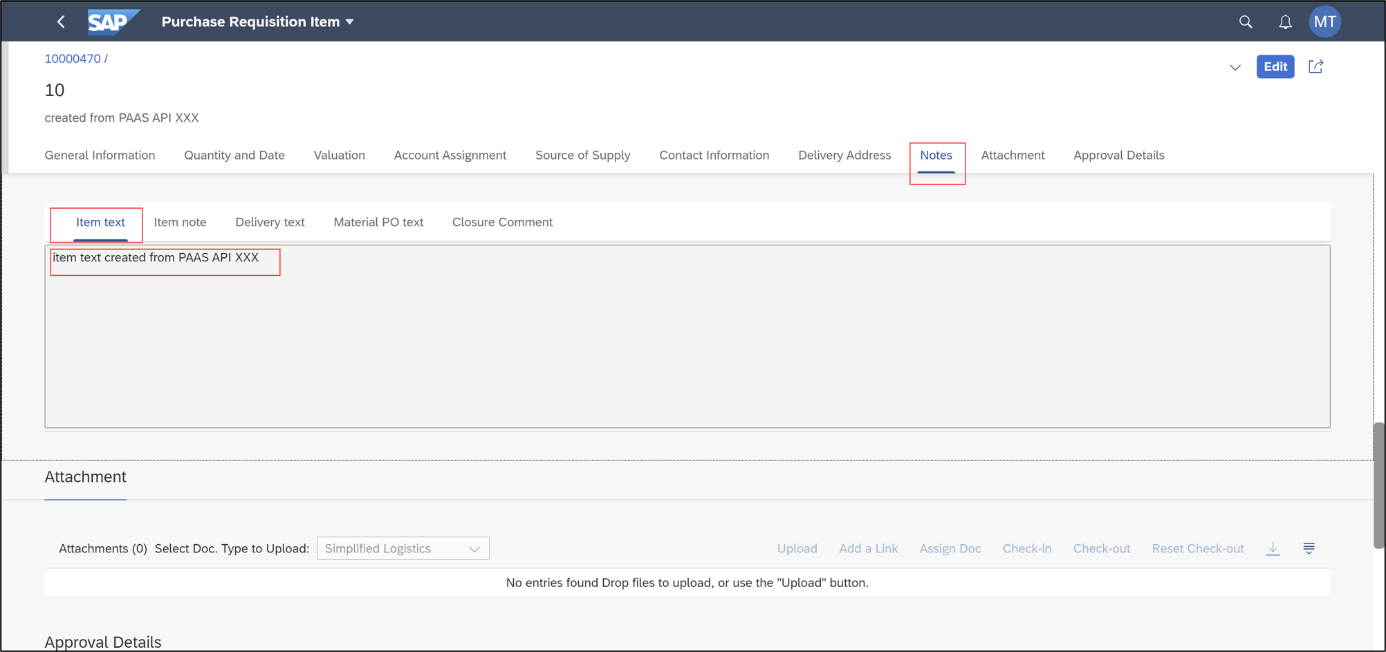 SAP Purchase Requisition Item MT
10000470 /
Edit
10
created from PAAS API XXX
General Information Quantity and Date Valuation Account Assignment Source of Supply Contact Information Delivery Address Notes Attachment Approval Details
Item text Item note Delivery text Material PO text Closure Comment
item text created from PAAS API XXX
Attachment
Attachments (0) Select Doc. Type to Upload: Simplified Logistics Upload Add a Link Assign Doc Check-in Check-out Reset Check-out
No entries found Drop files to upload, or use the "Upload" button.
Approval Details